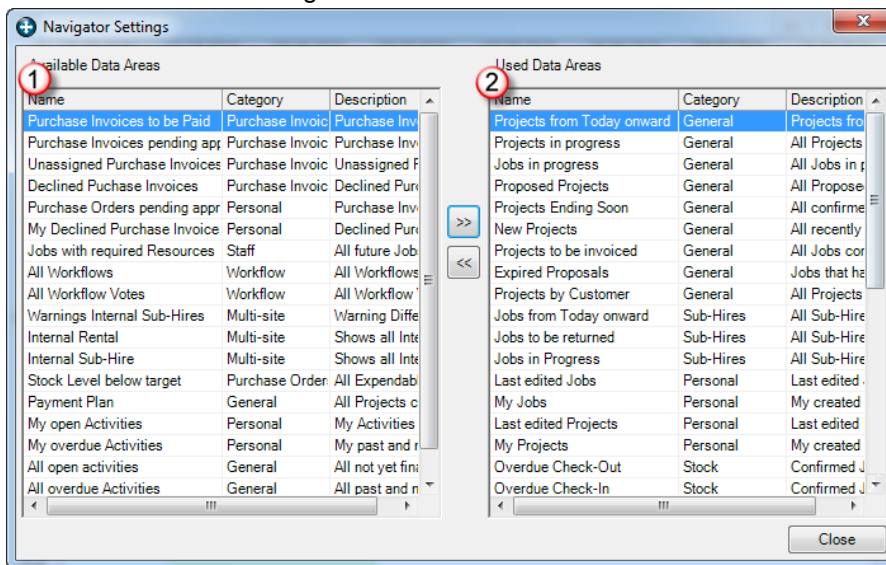 Navigator Settings
Available Data Areas
1
Name Category Description
Purchase Invoices to be Paid Purchase Invoic Purchase Inv
Purchase Invoices pending app Purchase Invoic Purchase Inv
Unassigned Purchase Invoices Purchase Invoic Unassigned F
Declined Puchase Invoices Purchase Invoic Declined Purc
Purchase Orders pending appr Personal Purchase Inv
My Declined Purchase Invoice Personal Declined Purc
Jobs with required Resources Staff All future Job
All Workflows Workflow All Workflows
All Workflow Votes Workflow All Workflow
Warnings Internal Sub-Hires Multi-site Warning Diffe
Internal Rental Multi-site Shows all Inte
Internal Sub-Hire Multi-site Shows all Inte
Stock Level below target Purchase Order All Expendab
Payment Plan General All Projects c
My open Activities Personal My Activities
My overdue Activities Personal My past and r
All open activities General All not yet fina
All overdue Activities General All past and n
>>
<<
Used Data Areas
2
Name Category Description
Projects from Today onward General Projects fro
Projects in progress General All Projects
Jobs in progress General All Jobs in p
Proposed Projects General All Propose
Projects Ending Soon General All confirme
New Projects General All recently
Projects to be invoiced General All Jobs cor
Expired Proposals General Jobs that ha
Projects by Customer General All Projects
Jobs from Today onward Sub-Hires All Sub-Hire
Jobs to be returned Sub-Hires All Sub-Hire
Jobs in Progress Sub-Hires All Sub-Hire
Last edited Jobs Personal Last edited
My Jobs Personal My created
Last edited Projects Personal Last edited
My Projects Personal My created
Overdue Check-Out Stock Confirmed J
Overdue Check-In Stock Confirmed J
Close